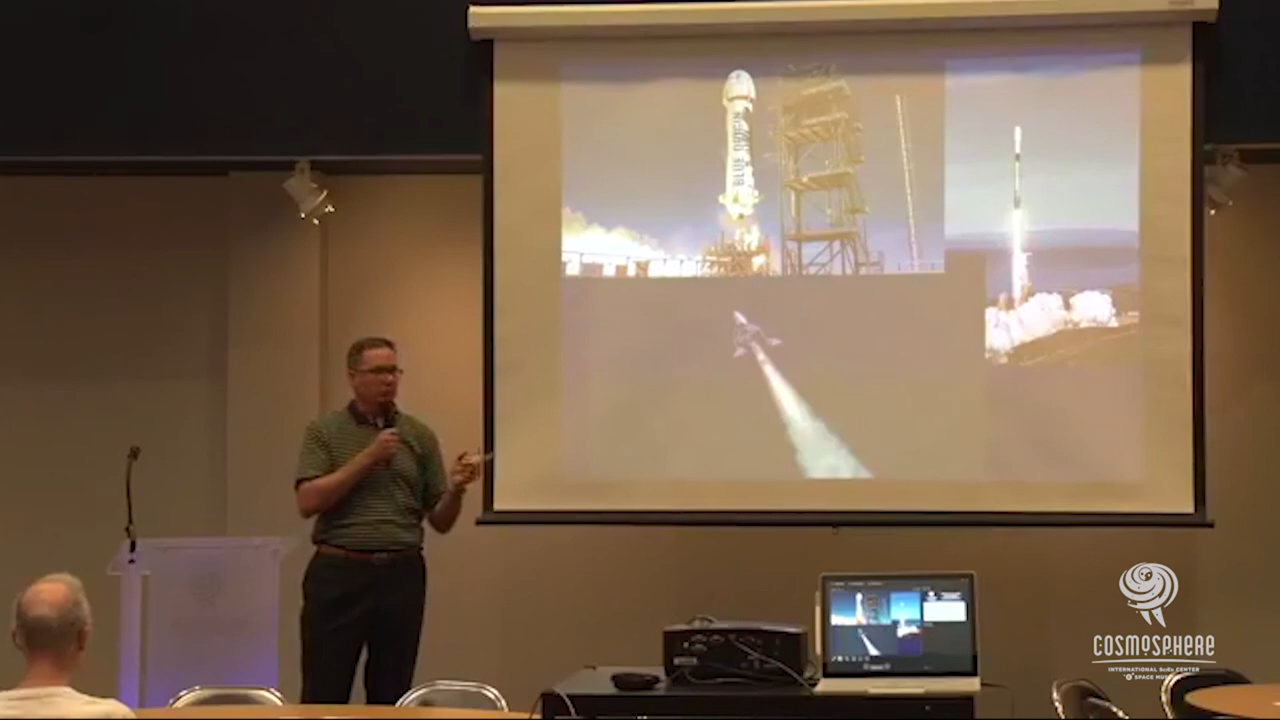 BLUE ORIGIN
COSMOSPHERE
INTERNATIONAL SciEd CENTER
& SPACE MUSEUM